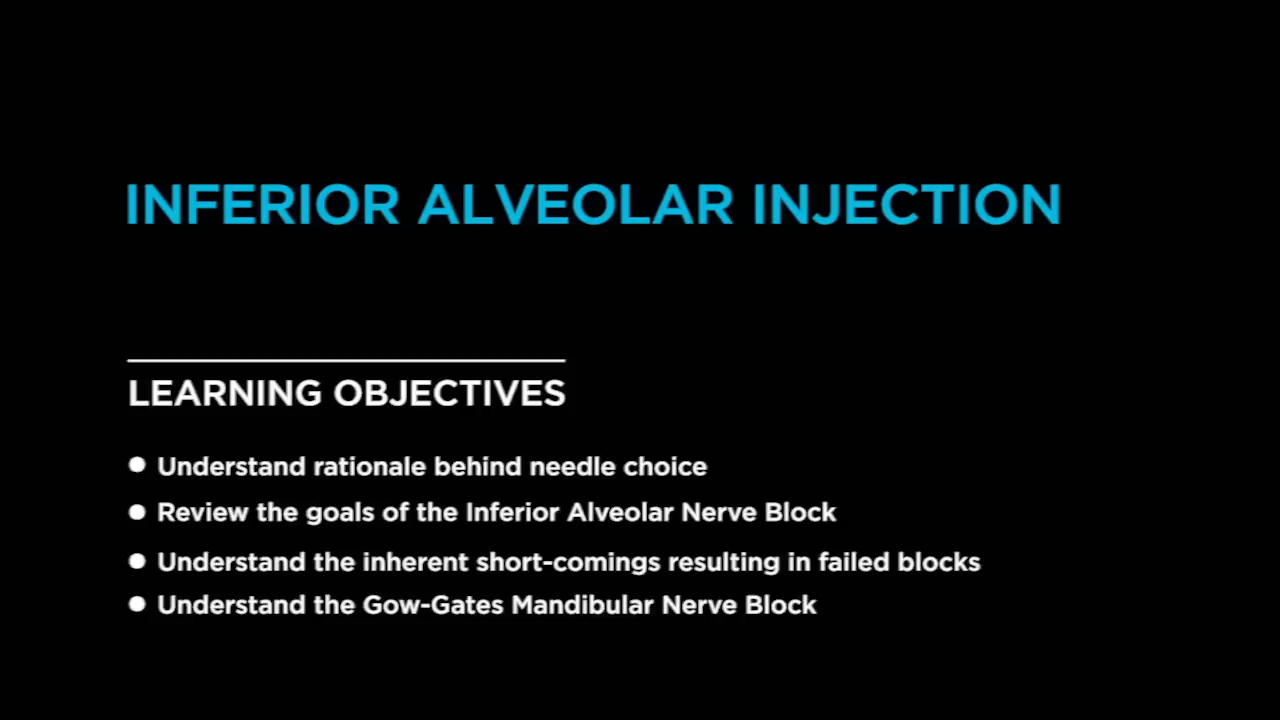 INFERIOR ALVEOLAR INJECTION
LEARNING OBJECTIVES
● Understand rationale behind needle choice
● Review the goals of the Inferior Alveolar Nerve Block
● Understand the inherent short-comings resulting in failed blocks
● Understand the Gow-Gates Mandibular Nerve Block